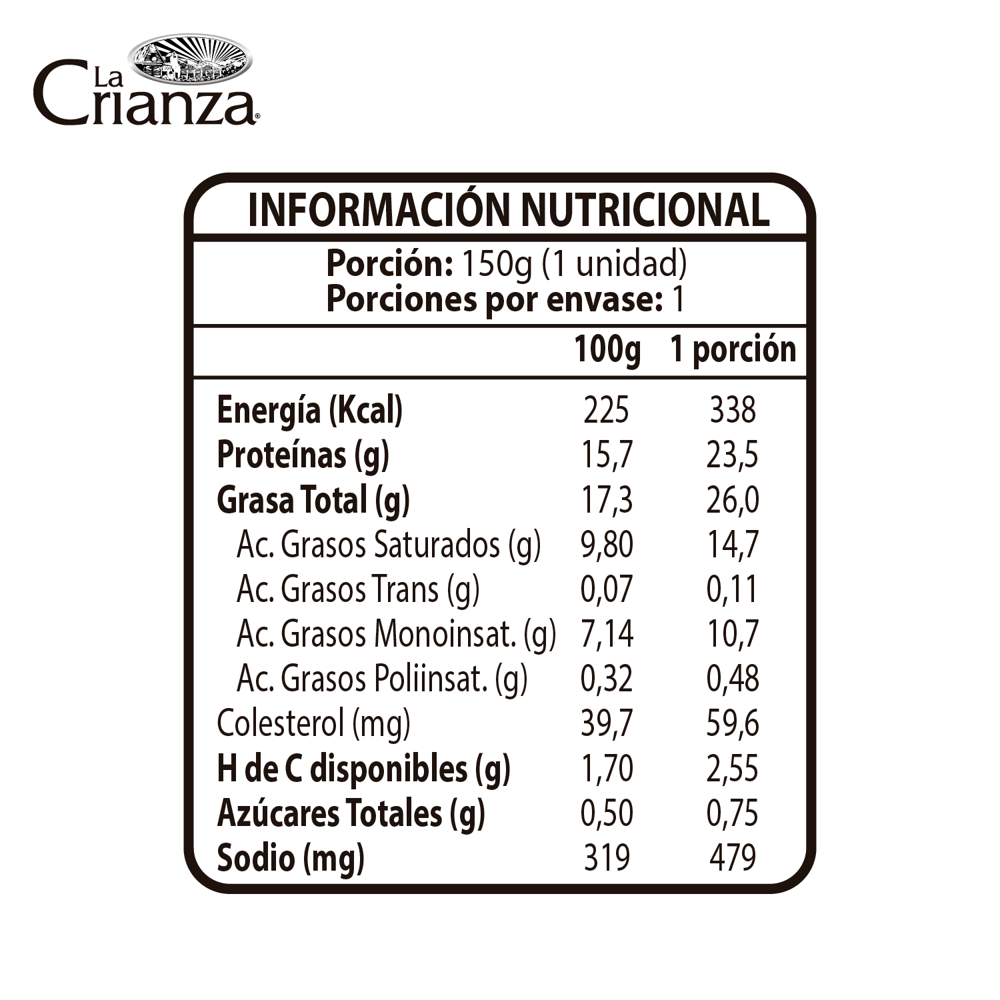 La
Crianza®
INFORMACIÓN NUTRICIONAL
Porción: 150g (1 unidad)
Porciones por envase: 1
100g 1 porción
Energía (Kcal) 225 338
Proteínas (g) 15,7 23,5
Grasa Total (g) 17,3 26,0
Ac. Grasos Saturados (g) 9,80 14,7
Ac. Grasos Trans (g) 0,07 0,11
Ac. Grasos Monoinsat. (g) 7,14 10,7
Ac. Grasos Poliinsat. (g) 0,32 0,48
Colesterol (mg) 39,7 59,6
H de C disponibles (g) 1,70 2,55
Azúcares Totales (g) 0,50 0,75
Sodio (mg) 319 479